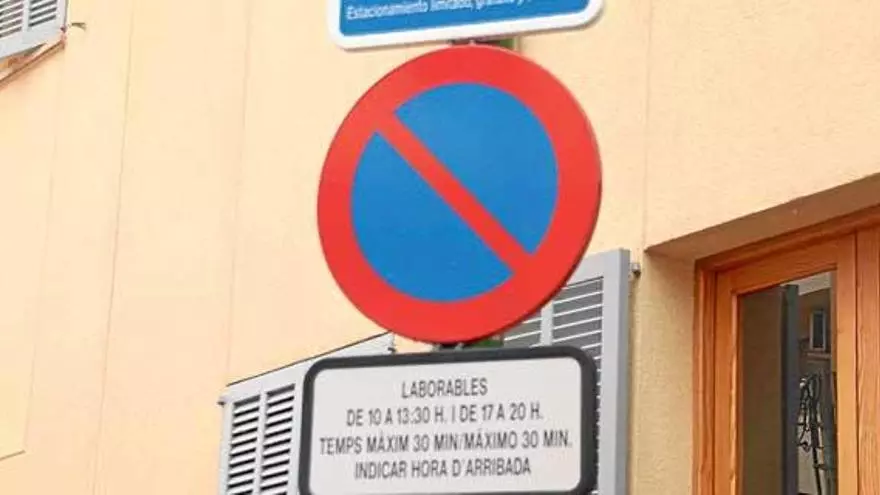 Estacionamiento limitado, gratuito y
LABORABLES
DE 10 A 13:30 H. I DE 17 A 20 H.
TEMPS MÀXIM 30 MIN/MÁXIMO 30 MIN.
INDICAR HORA D'ARRIBADA